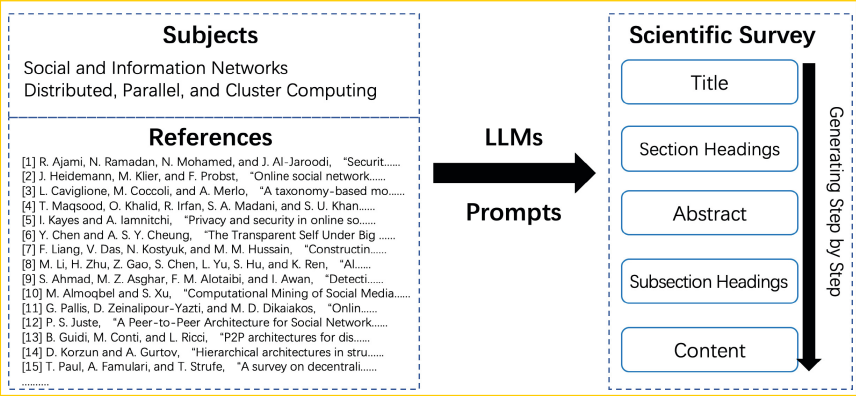 Subjects
Social and Information Networks
Distributed, Parallel, and Cluster Computing
References
[1] R. Ajami, N. Ramadan, N. Mohamed, and J. Al-Jaroodi, "Securit......
[2] J. Heidemann, M. Klier, and F. Probst, "Online social network......
[3] L. Caviglione, M. Coccoli, and A. Merlo, "A taxonomy-based mo......
[4] T. Maqsood, O. Khalid, R. Irfan, S. A. Madani, and S. U. Khan......
[5] I. Kayes and A. Iamnitchi, "Privacy and security in online so......
[6] Y. Chen and A. S. Y. Cheung, "The Transparent Self Under Big ......
[7] F. Liang, V. Das, N. Kostyuk, and M. M. Hussain, "Constructin......
[8] M. Li, H. Zhu, Z. Gao, S. Chen, L. Yu, S. Hu, and K. Ren, "Al......
[9] S. Ahmad, M. Z. Asghar, F. M. Alotaibi, and I. Awan, "Detecti......
[10] M. Almoqbel and S. Xu, "Computational Mining of Social Media......
[11] G. Pallis, D. Zeinalipour-Yazti, and M. D. Dikaiakos, "Onlin......
[12] P. S. Juste, "A Peer-to-Peer Architecture for Social Network......
[13] B. Guidi, M. Conti, and L. Ricci, "P2P architectures for dis......
[14] D. Korzun and A. Gurtov, "Hierarchical architectures in stru......
[15] T. Paul, A. Famulari, and T. Strufe, "A survey on decentrali......
..........
LLMs
Prompts
Scientific Survey
Title
Section Headings
Abstract
Subsection Headings
Content
Generating Step by Step